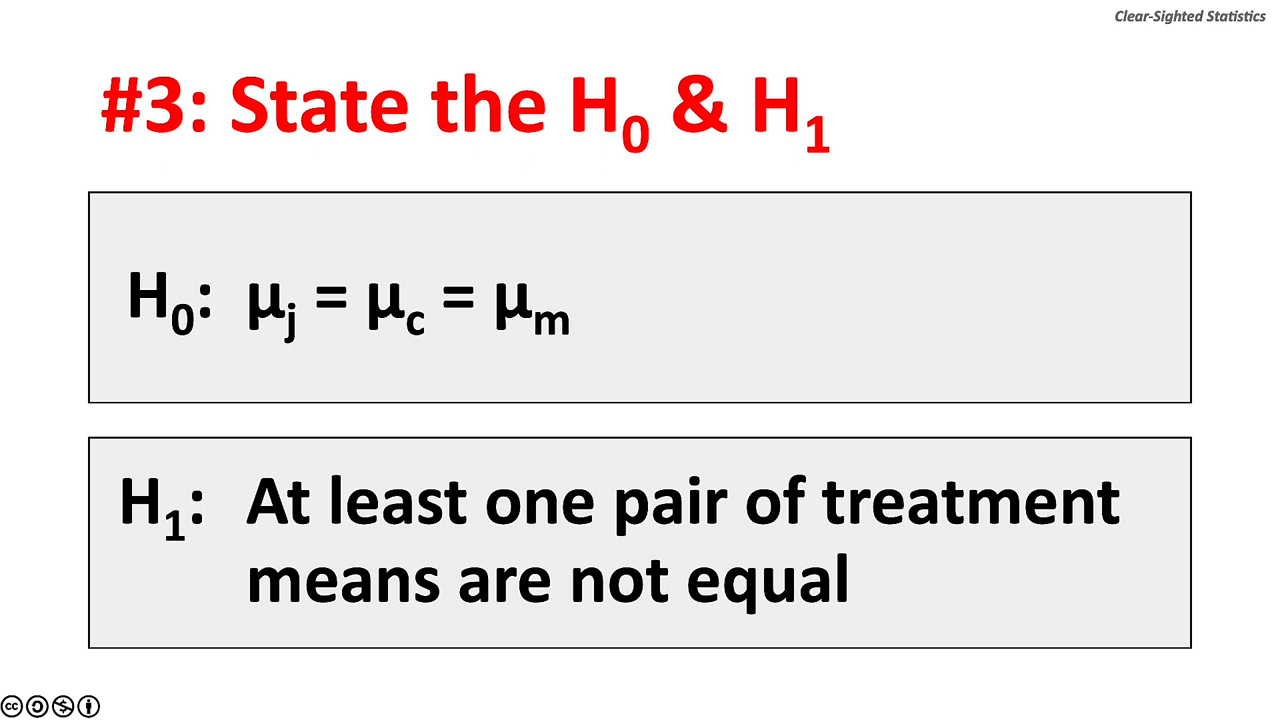 Clear-Sighted Statistics
#3: State the H₀ & H₁
H₀: μⱼ = μ꜀ = μₘ
H₁: At least one pair of treatment
means are not equal
cc